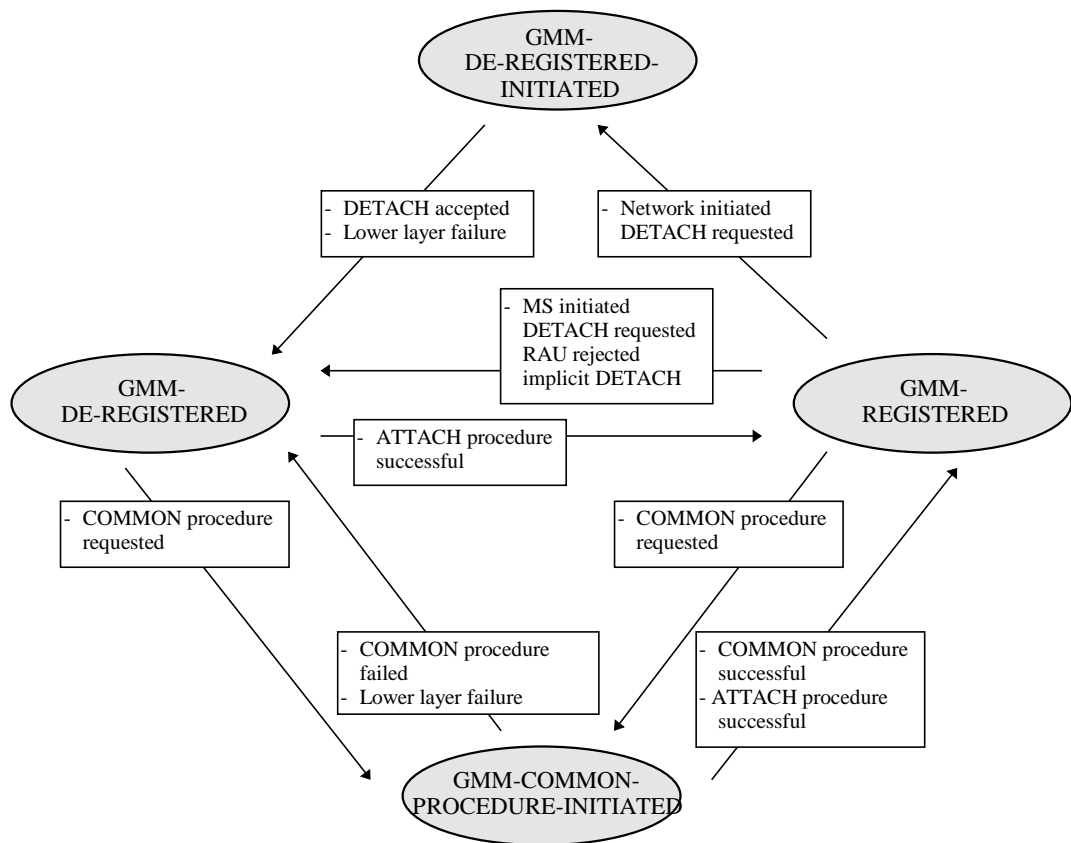 GMM-
DE-REGISTERED-
INITIATED
- DETACH accepted
- Lower layer failure
- Network initiated
DETACH requested
- MS initiated
DETACH requested
RAU rejected
implicit DETACH
GMM-
DE-REGISTERED
GMM-
REGISTERED
- ATTACH procedure
successful
- COMMON procedure
requested
- COMMON procedure
requested
- COMMON procedure
failed
- Lower layer failure
- COMMON procedure
successful
- ATTACH procedure
successful
GMM-COMMON-
PROCEDURE-INITIATED